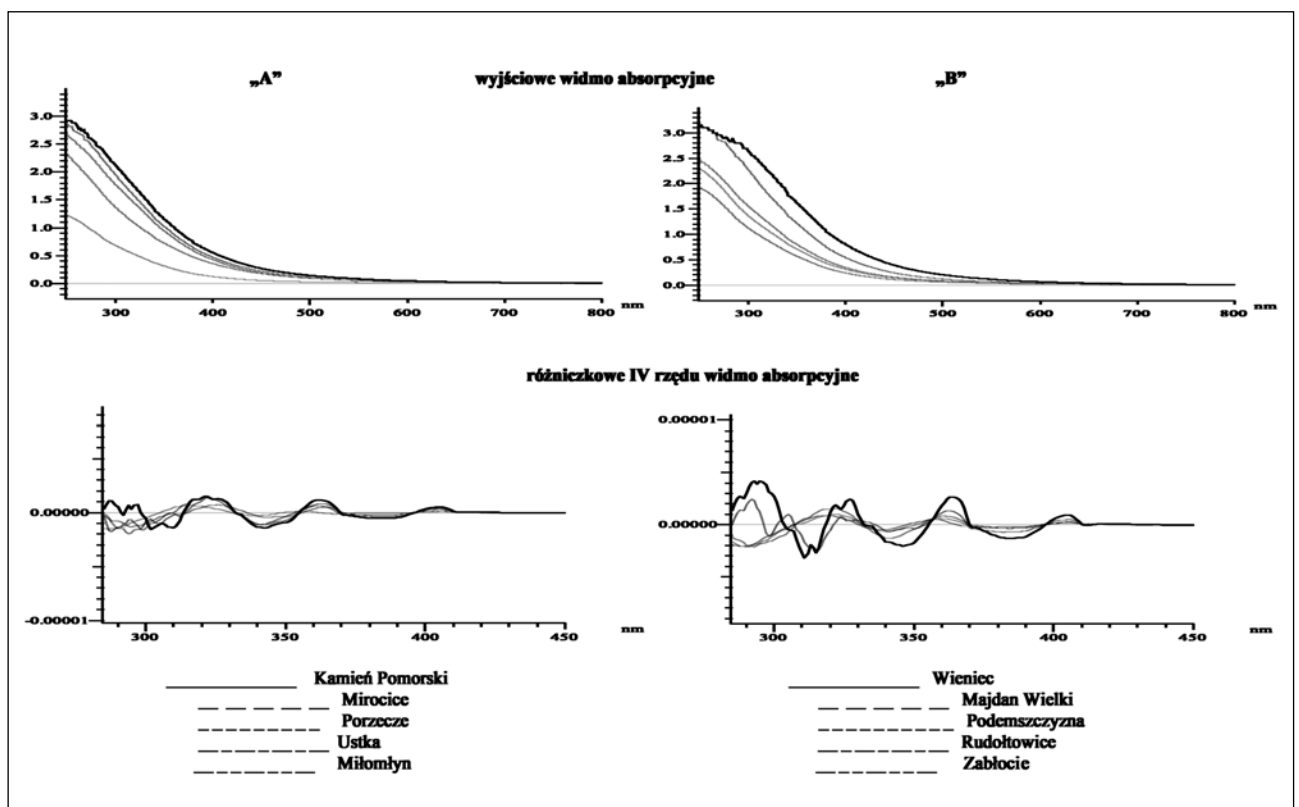 „A” wyjściowe widmo absorpcyjne „B”
3.0
2.5
2.0
1.5
1.0
0.5
0.0
300 400 500 600 700 800
nm
3.0
2.5
2.0
1.5
1.0
0.5
0.0
300 400 500 600 700 800
nm
różniczkowe IV rzędu widmo absorpcyjne
0.00000
-0.00001
300 350 400 450
nm
0.00001
0.00000
300 350 400 450
nm
Kamień Pomorski
Mirocice
Porzecze
Ustka
Miłomłyn
Wieniec
Majdan Wielki
Podemszczyzna
Rudołtowice
Zabłocie